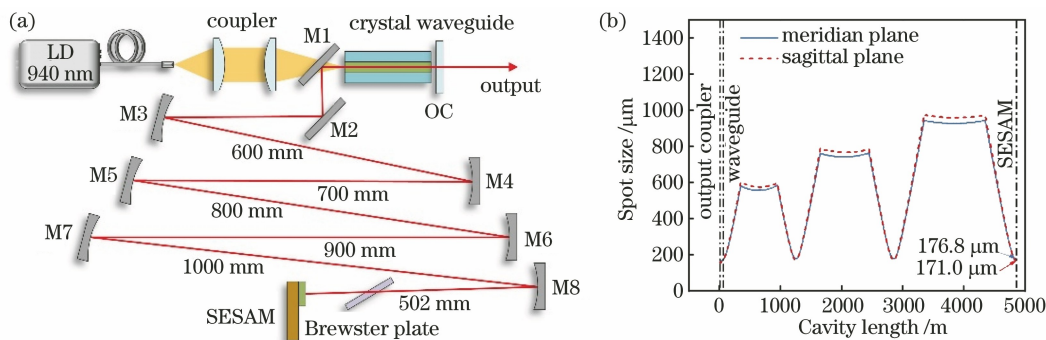 (a)
coupler
M1
crystal waveguide
LD
940 nm
output
M3
M2
OC
600 mm
M5
700 mm
M4
800 mm
M7
900 mm
M6
1000 mm
M8
502 mm
SESAM
Brewster plate
(b)
1400
1200
1000
800
600
400
200
0
Spot size /μm
meridian plane
sagittal plane
output coupler
waveguide
SESAM
176.8 μm
171.0 μm
0
1000
2000
3000
4000
5000
Cavity length /m